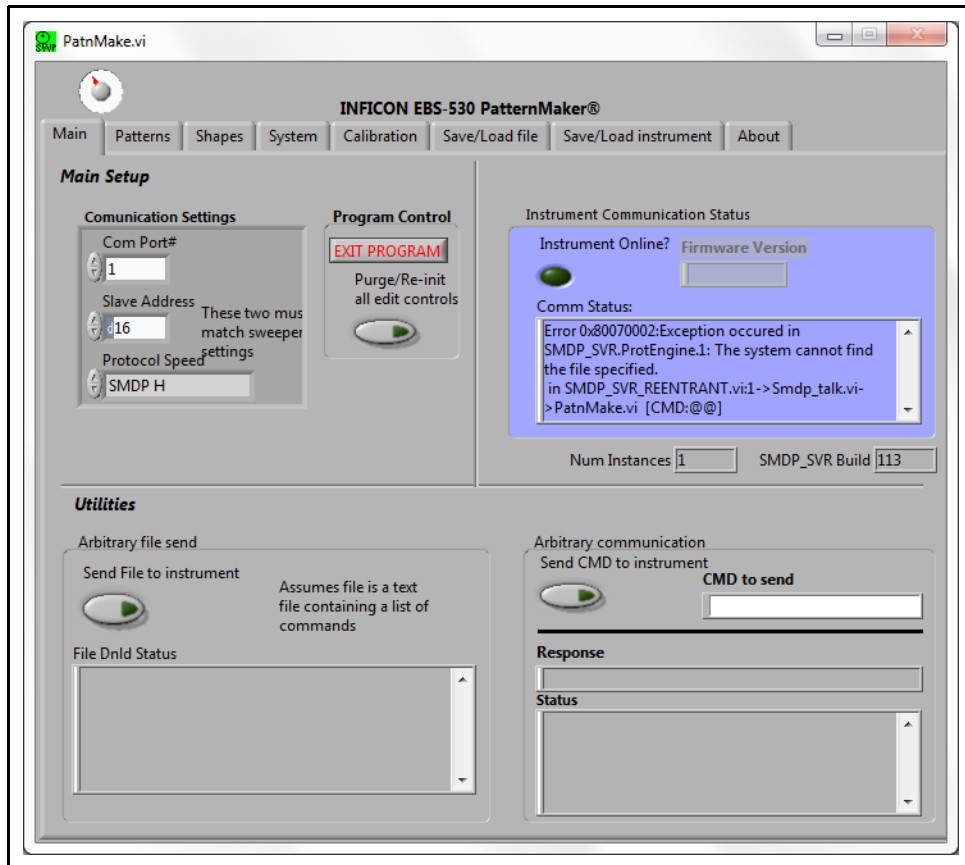 PatnMake.vi
INFICON EBS-530 PatternMaker®
Main
Patterns
Shapes
System
Calibration
Save/Load file
Save/Load instrument
About
Main Setup
Comunication Settings
Com Port#
1
Slave Address
d16
These two mus
match sweeper
settings
Protocol Speed
SMDP H
Program Control
EXIT PROGRAM
Purge/Re-init
all edit controls
Instrument Communication Status
Instrument Online?
Firmware Version
Comm Status:
Error 0x80070002:Exception occured in
SMDP_SVR.ProtEngine.1: The system cannot find
the file specified.
in SMDP_SVR_REENTRANT.vi:1->Smdp_talk.vi-
>PatnMake.vi [CMD:@@]
Num Instances 1
SMDP_SVR Build 113
Utilities
Arbitrary file send
Send File to instrument
Assumes file is a text
file containing a list of
commands
File Dnld Status
Arbitrary communication
Send CMD to instrument
CMD to send
Response
Status